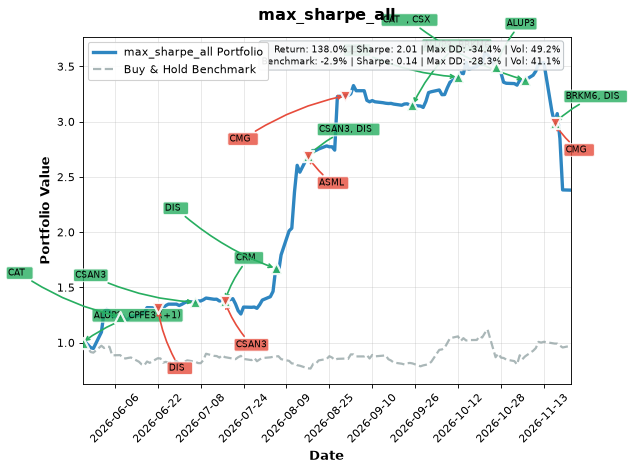 max_sharpe_all
CAT , CSX
ALUP3
max_sharpe_all Portfolio
Buy & Hold Benchmark
Return: 138.0% | Sharpe: 2.01 | Max DD: -34.4% | Vol: 49.2%
Benchmark: -2.9% | Sharpe: 0.14 | Max DD: -28.3% | Vol: 41.1%
BRKM6, DIS
CMG
CSAN3, DIS
CMG
ASML
DIS
CRM
CAT
CSAN3
CPFE3 (+1)
CSAN3
DIS
Portfolio Value
3.5
3.0
2.5
2.0
1.5
1.0
2026-06-06
2026-06-22
2026-07-08
2026-07-24
2026-08-09
2026-08-25
2026-09-10
2026-09-26
2026-10-12
2026-10-28
2026-11-13
Date